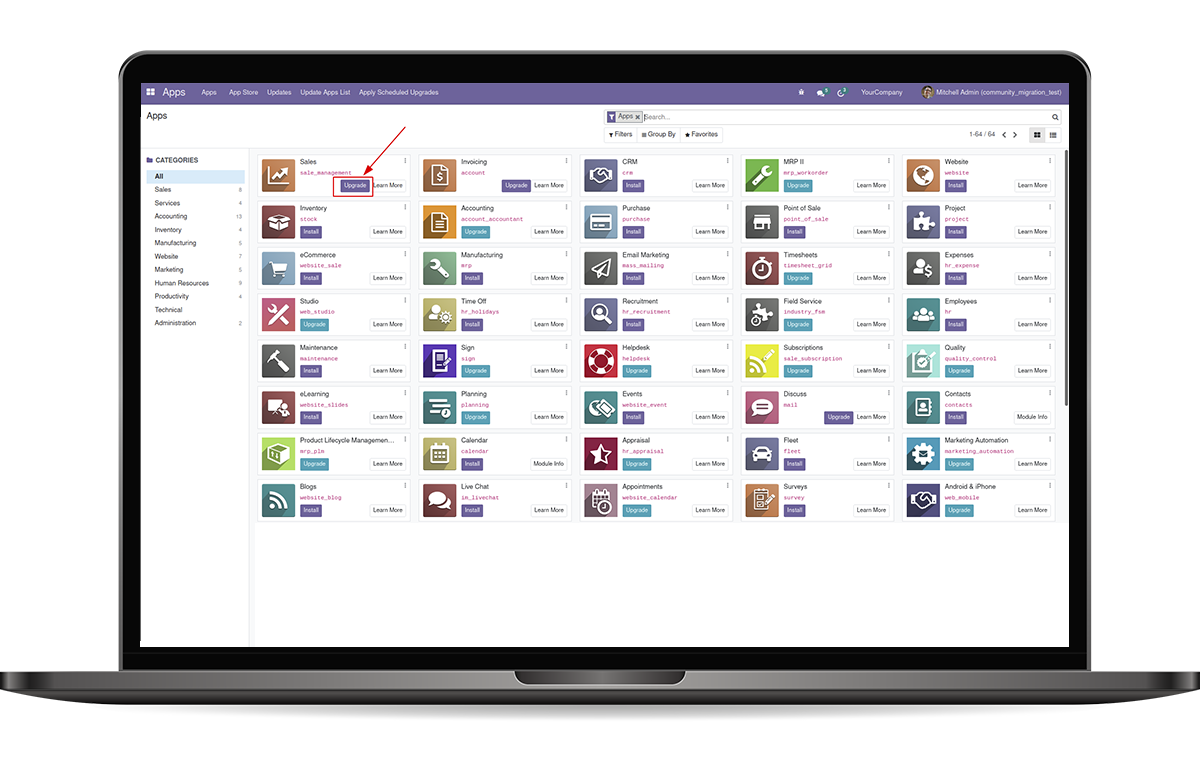 Apps Apps App Store Updates Update Apps List Apply Scheduled Upgrades YourCompany Mitchell Admin (community_migration_test)
Apps
Apps × Search...
Filters Group By Favorites 1-64 / 64
CATEGORIES
All
Sales 8
Services 4
Accounting 13
Inventory 4
Manufacturing 5
Website 7
Marketing 5
Human Resources 9
Productivity 4
Technical
Administration 2
Sales
sale_management
Upgrade Learn More
Invoicing
account
Upgrade Learn More
CRM
crm
Install Learn More
MRP II
mrp_workorder
Upgrade Learn More
Website
website
Install Learn More
Inventory
stock
Install Learn More
Accounting
account_accountant
Upgrade Learn More
Purchase
purchase
Install Learn More
Point of Sale
point_of_sale
Install Learn More
Project
project
Install Learn More
eCommerce
website_sale
Install Learn More
Manufacturing
mrp
Install Learn More
Email Marketing
mass_mailing
Install Learn More
Timesheets
timesheet_grid
Upgrade Learn More
Expenses
hr_expense
Install Learn More
Studio
web_studio
Upgrade Learn More
Time Off
hr_holidays
Install Learn More
Recruitment
hr_recruitment
Install Learn More
Field Service
industry_fsm
Upgrade Learn More
Employees
hr
Install Learn More
Maintenance
maintenance
Install Learn More
Sign
sign
Upgrade Learn More
Helpdesk
helpdesk
Upgrade Learn More
Subscriptions
sale_subscription
Upgrade Learn More
Quality
quality_control
Upgrade Learn More
eLearning
website_slides
Install Learn More
Planning
planning
Upgrade Learn More
Events
website_event
Install Learn More
Discuss
mail
Upgrade Learn More
Contacts
contacts
Install Module Info
Product Lifecycle Managemen...
mrp_plm
Upgrade Learn More
Calendar
calendar
Install Module Info
Appraisal
hr_appraisal
Upgrade Learn More
Fleet
fleet
Install Learn More
Marketing Automation
marketing_automation
Upgrade Learn More
Blogs
website_blog
Install Learn More
Live Chat
im_livechat
Install Learn More
Appointments
website_calendar
Upgrade Learn More
Surveys
survey
Install Learn More
Android & iPhone
web_mobile
Upgrade Learn More